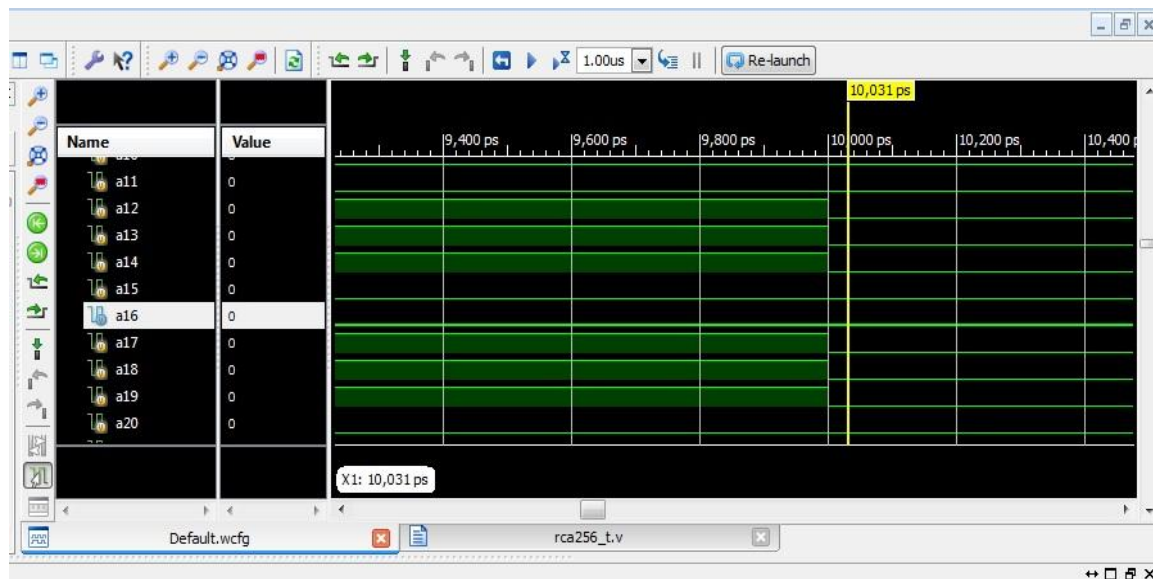 1.00us Re-launch
10,031 ps
Name Value
9,400 ps 9,600 ps 9,800 ps 10,000 ps 10,200 ps 10,400 p
a11 0
a12 0
a13 0
a14 0
a15 0
a16 0
a17 0
a18 0
a19 0
a20 0
X1: 10,031 ps
Default.wcfg rca256_t.v